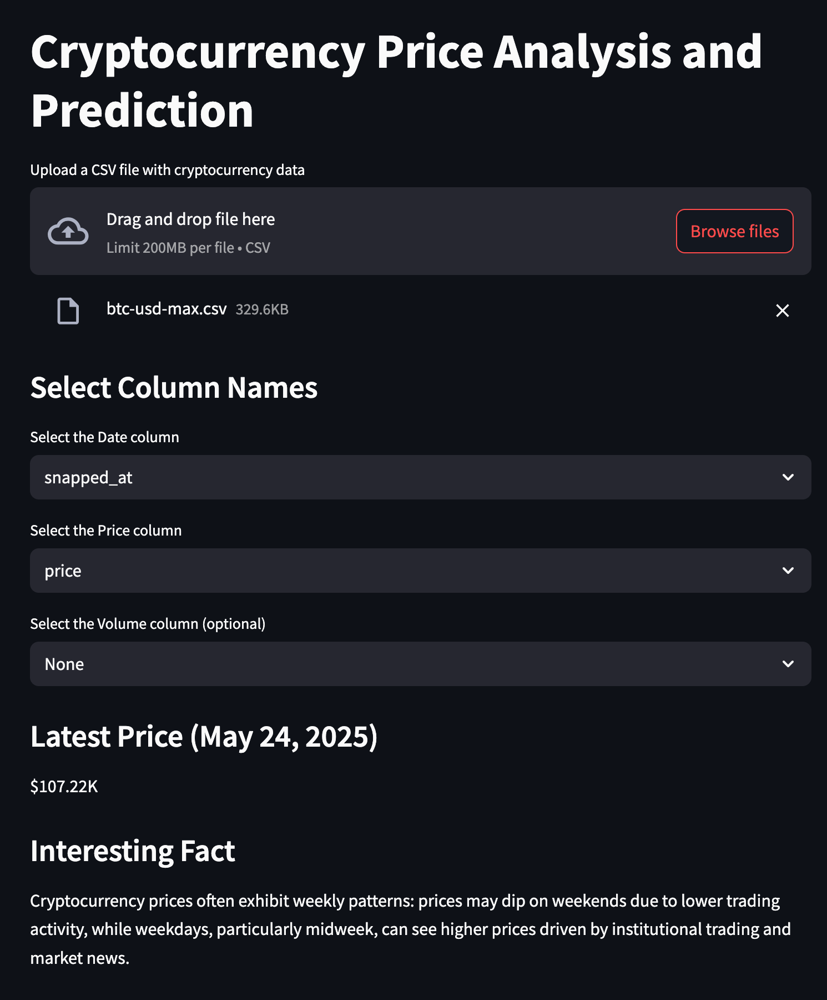 Cryptocurrency Price Analysis and
Prediction
Upload a CSV file with cryptocurrency data
Drag and drop file here
Limit 200MB per file • CSV
Browse files
btc-usd-max.csv 329.6KB
Select Column Names
Select the Date column
snapped_at
Select the Price column
price
Select the Volume column (optional)
None
Latest Price (May 24, 2025)
$107.22K
Interesting Fact
Cryptocurrency prices often exhibit weekly patterns: prices may dip on weekends due to lower trading
activity, while weekdays, particularly midweek, can see higher prices driven by institutional trading and
market news.